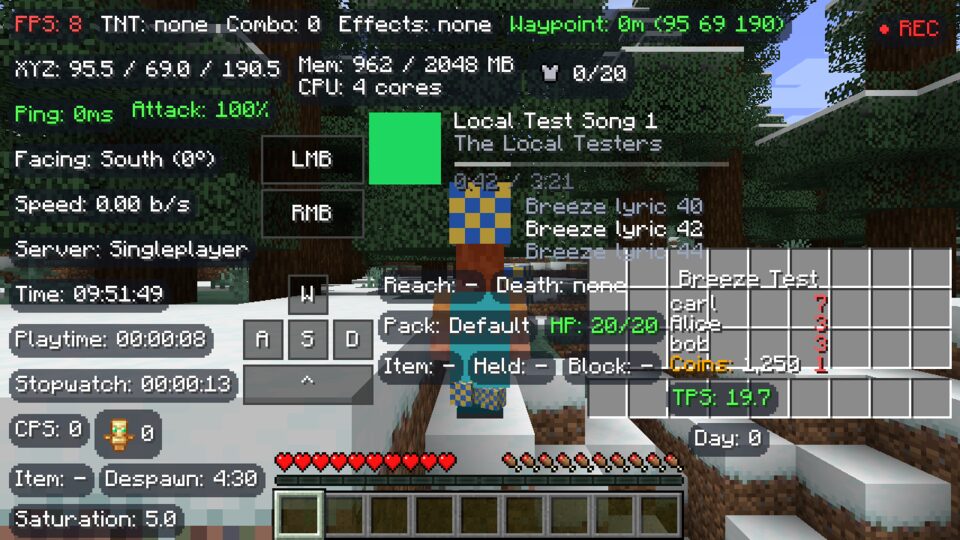 FPS: 8 TNT: none Combo: 0 Effects: none Waypoint: 0m (95 69 190) ● REC
XYZ: 95.5 / 69.0 / 190.5 Mem: 962 / 2048 MB 0/20
CPU: 4 cores
Ping: 0ms Attack: 100%
Local Test Song 1
The Local Testers
Facing: South (0°) LMB
0:42 / 3:21
Speed: 0.00 b/s RMB
Breeze lyric 40
Breeze lyric 42
Breeze lyric 44
Server: Singleplayer
Reach: - Death: none
Breeze Test
Time: 09:51:49 W
carl 7
Alice 3
bob 3
Coins: 1,250 1
Pack: Default HP: 20/20
Playtime: 00:00:08 A S D
Item: - Held: - Block: -
Stopwatch: 00:00:13 ^
TPS: 19.7
CPS: 0 0
Day: 0
Item: - Despawn: 4:30
Saturation: 5.0